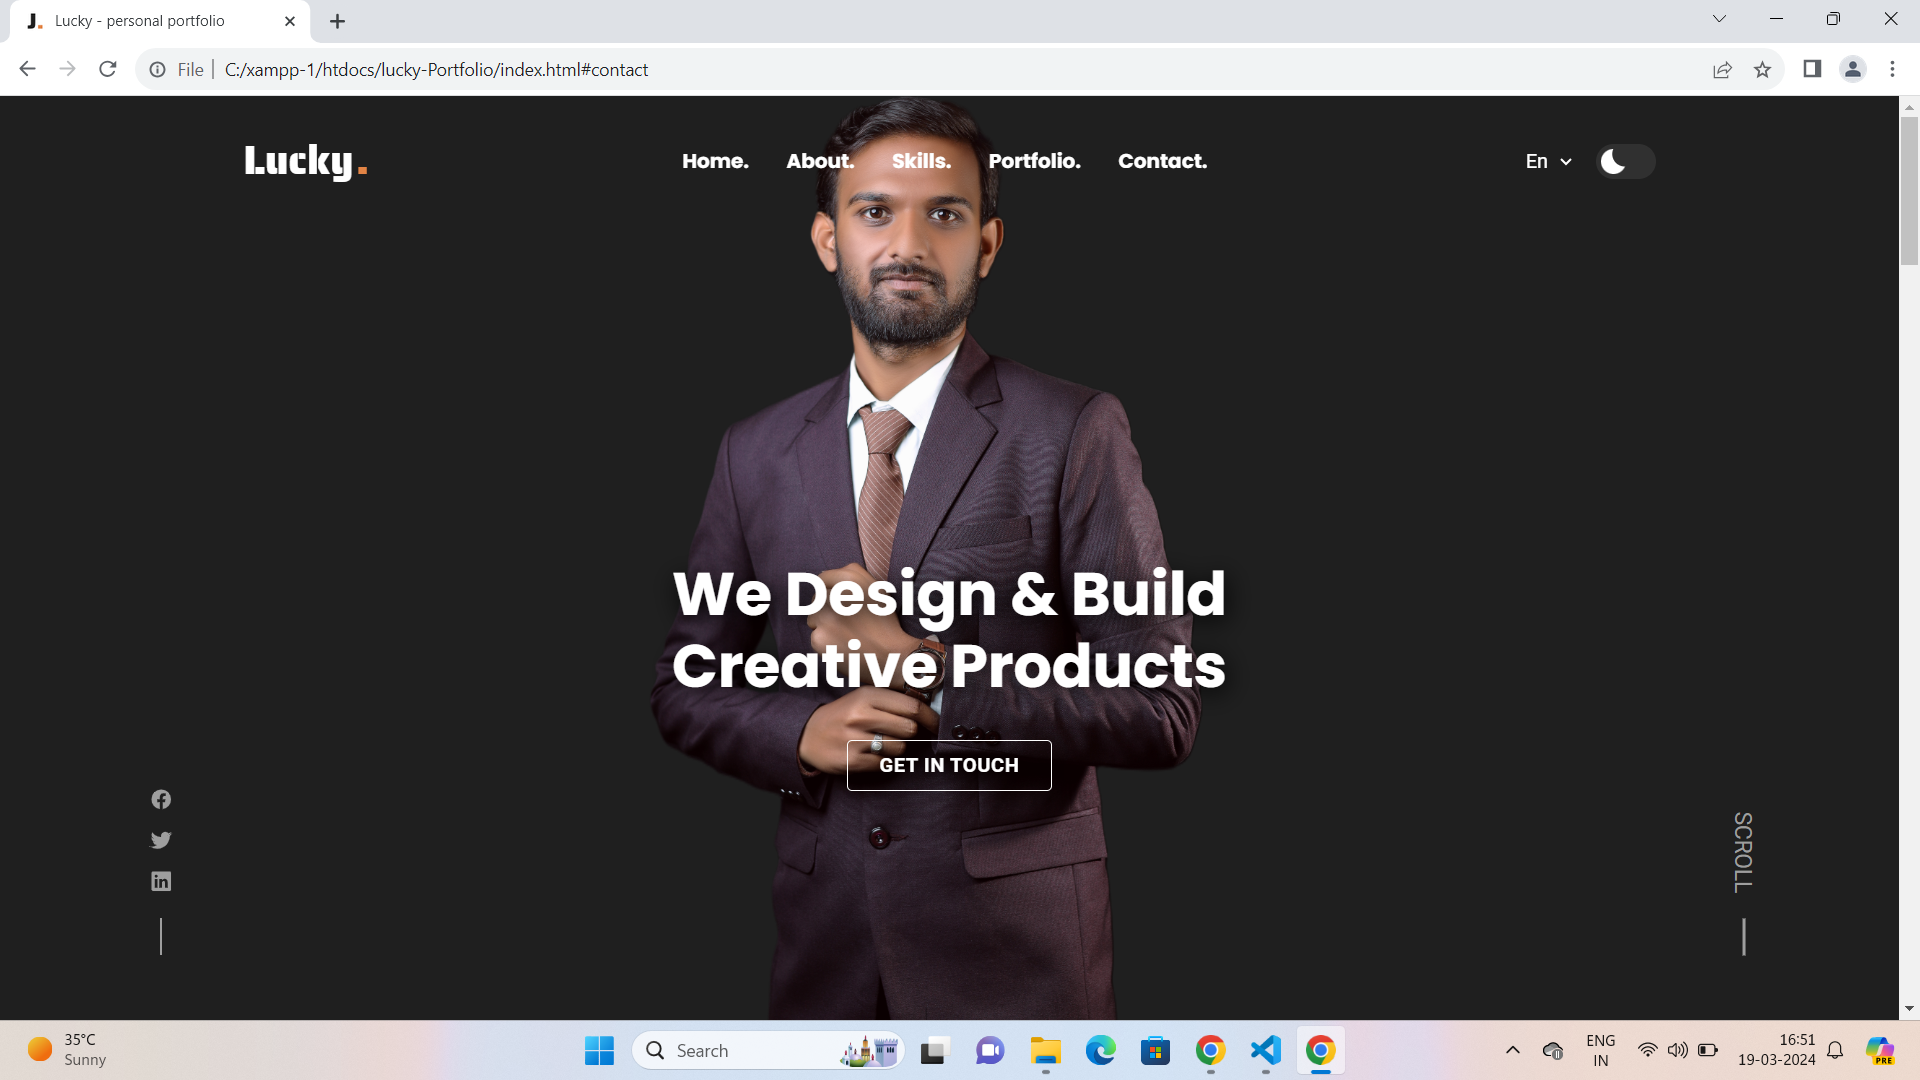 J.
Lucky - personal portfolio
File
C:/xampp-1/htdocs/lucky-Portfolio/index.html#contact
Lucky.
Home. About. Skills. Portfolio. Contact.
En
We Design & Build
Creative Products
GET IN TOUCH
SCROLL
35°C
Sunny
Search
ENG
IN
16:51
19-03-2024
PRE